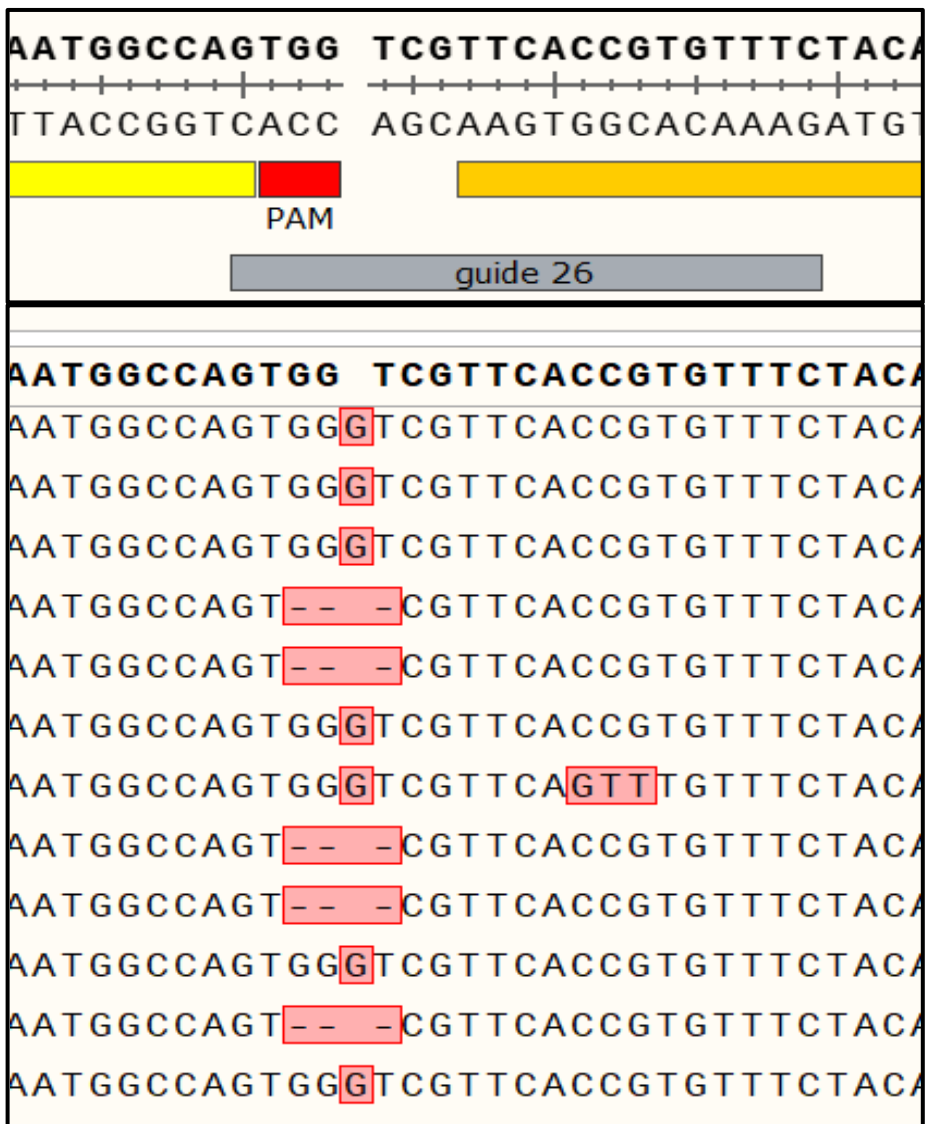 AATGGCCAGTGG TCGTTCACCGTGTTTCTACA
TTACCGGTCACC AGCAAGTGGCACAAAGATGT
PAM
guide 26
AATGGCCAGTGG TCGTTCACCGTGTTTCTACA
AATGGCCAGTGGGTCGTTCACCGTGTTTCTACA
AATGGCCAGTGGGTCGTTCACCGTGTTTCTACA
AATGGCCAGTGGGTCGTTCACCGTGTTTCTACA
AATGGCCAGT-- -CGTTCACCGTGTTTCTACA
AATGGCCAGT-- -CGTTCACCGTGTTTCTACA
AATGGCCAGTGGGTCGTTCACCGTGTTTCTACA
AATGGCCAGTGGGTCGTTCAGTTTGTTTCTACA
AATGGCCAGT-- -CGTTCACCGTGTTTCTACA
AATGGCCAGT-- -CGTTCACCGTGTTTCTACA
AATGGCCAGTGGGTCGTTCACCGTGTTTCTACA
AATGGCCAGT-- -CGTTCACCGTGTTTCTACA
AATGGCCAGTGGGTCGTTCACCGTGTTTCTACA